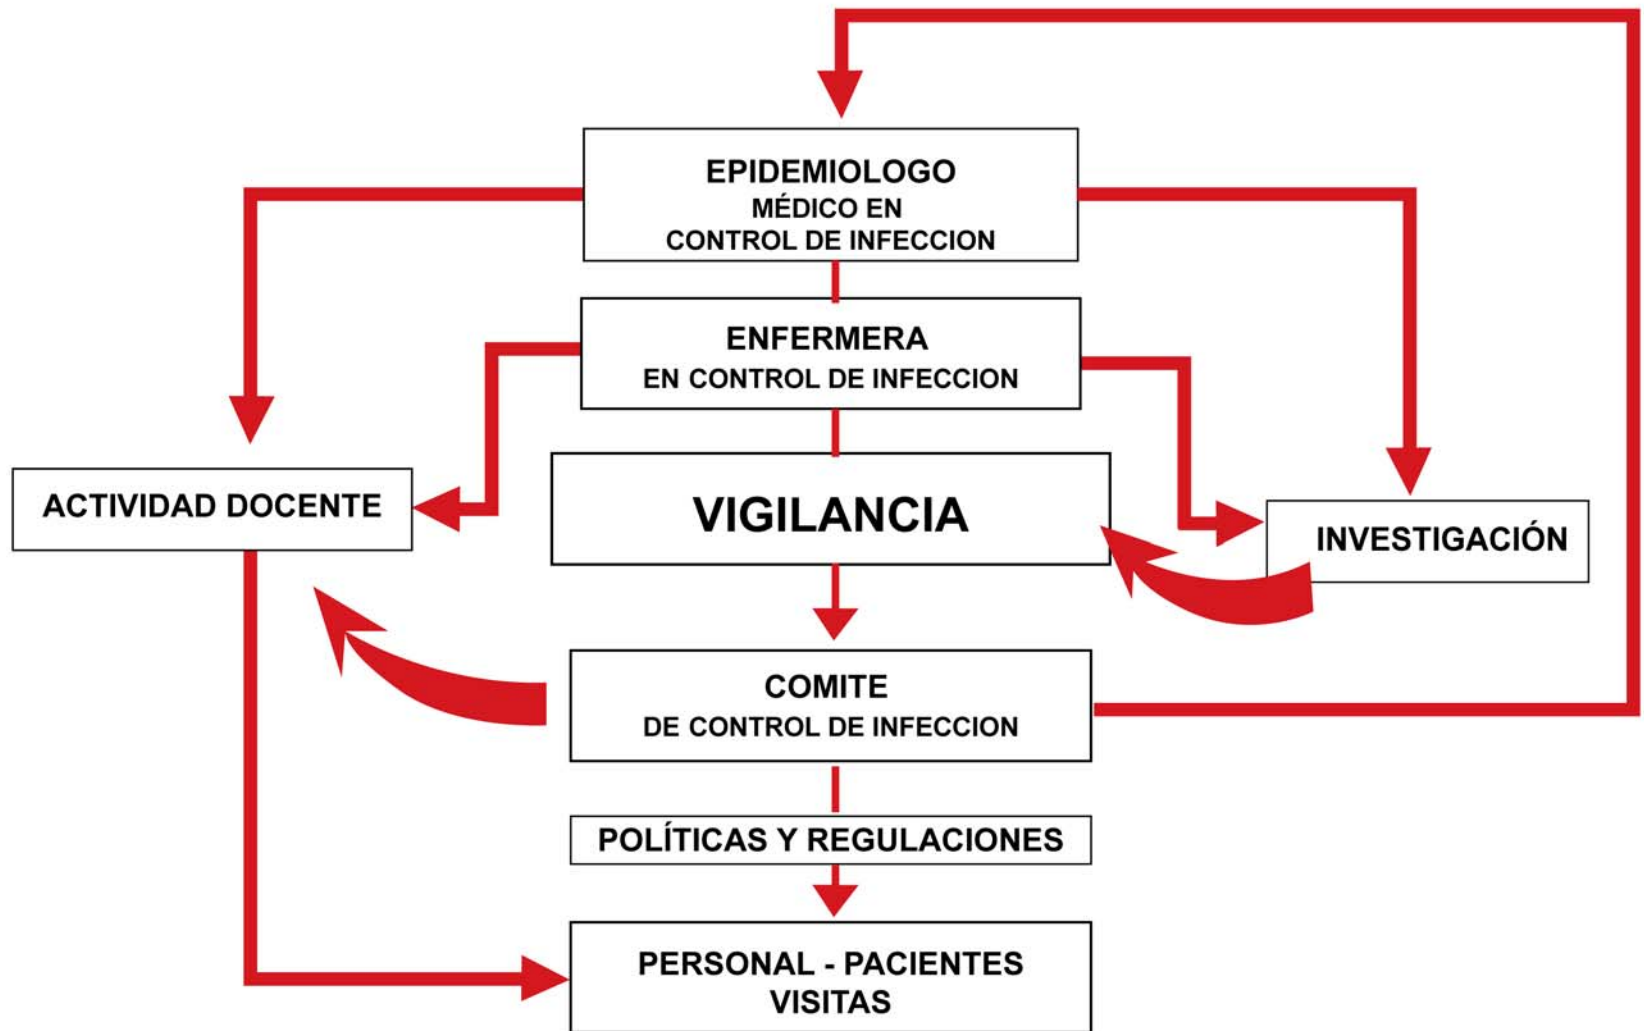 EPIDEMIOLOGO
MÉDICO EN
CONTROL DE INFECCION
ENFERMERA
EN CONTROL DE INFECCION
ACTIVIDAD DOCENTE
VIGILANCIA
INVESTIGACIÓN
COMITE
DE CONTROL DE INFECCION
POLÍTICAS Y REGULACIONES
PERSONAL - PACIENTES
VISITAS